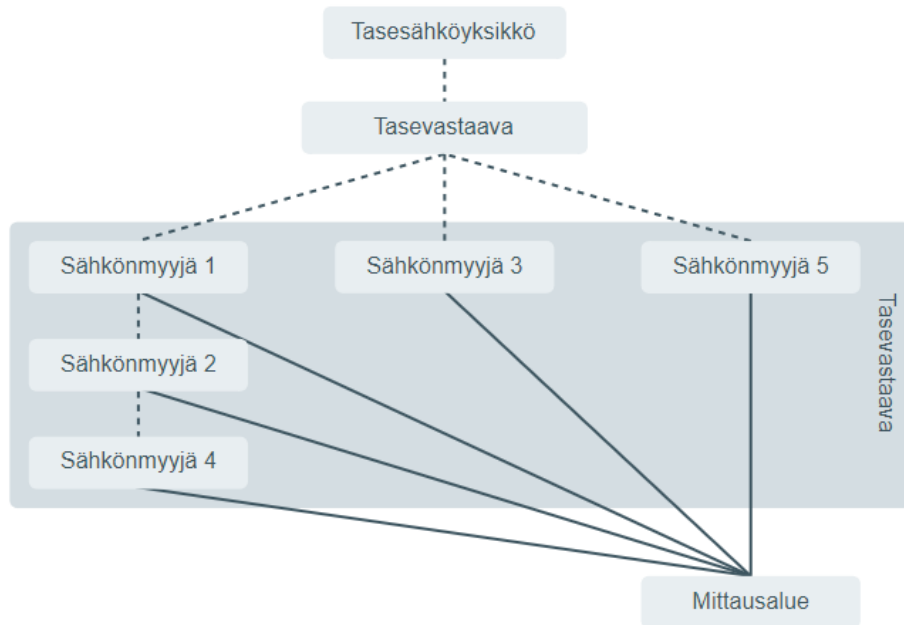 Tasesähköyksikkö
Tasevastaava
Sähkönmyyjä 1
Sähkönmyyjä 3
Sähkönmyyjä 5
Tasevastaava
Sähkönmyyjä 2
Sähkönmyyjä 4
Mittausalue